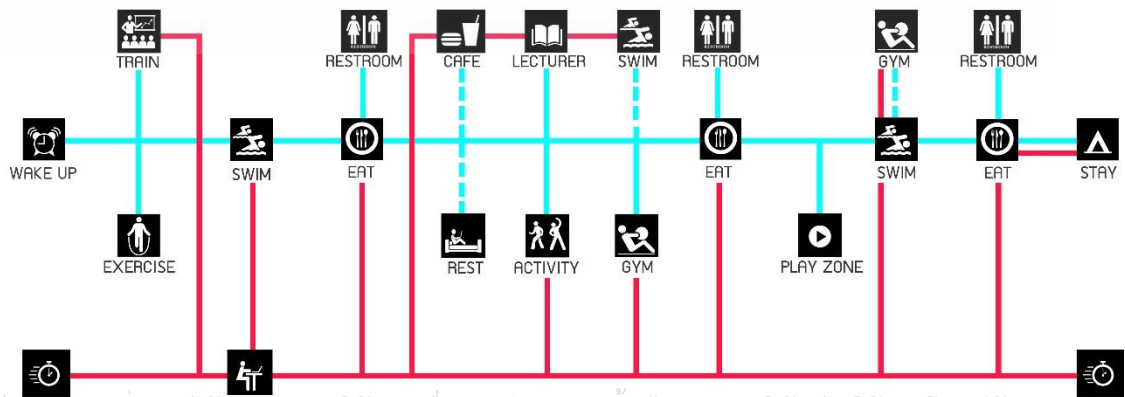 TRAIN
RESTROOM
CAFE
LECTURER
SWIM
RESTROOM
GYM
RESTROOM
WAKE UP
SWIM
EAT
EAT
SWIM
EAT
STAY
EXERCISE
REST
ACTIVITY
GYM
PLAY ZONE